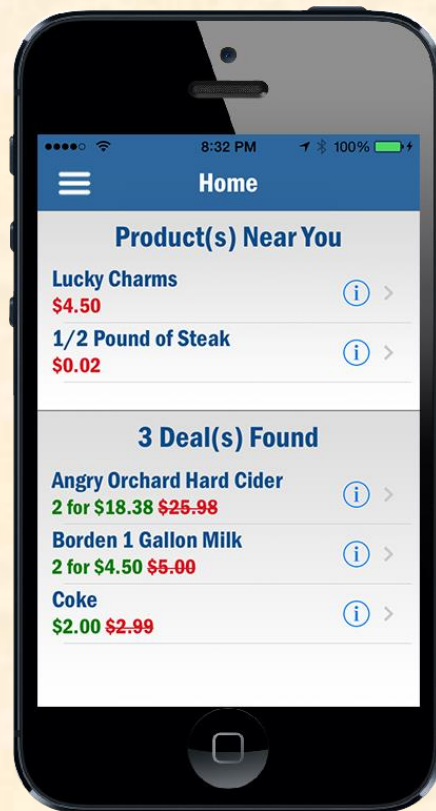 8:32 PM 100%
Home
Product(s) Near You
Lucky Charms
$4.50
1/2 Pound of Steak
$0.02
3 Deal(s) Found
Angry Orchard Hard Cider
2 for $18.38 $25.98
Borden 1 Gallon Milk
2 for $4.50 $5.00
Coke
$2.00 $2.99